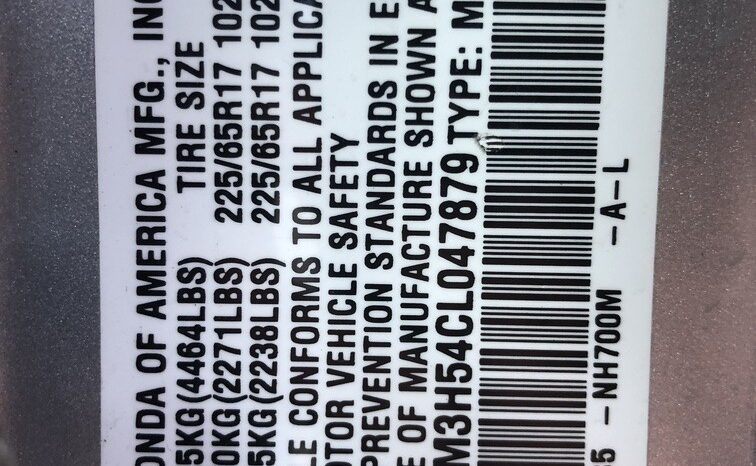 ONDA OF AMERICA MFG., INC
5KG(4464LBS) TIRE SIZE
0KG(2271LBS) 225/65R17 102
5KG(2238LBS) 225/65R17 102
LE CONFORMS TO ALL APPLICA
OTOR VEHICLE SAFETY
PREVENTION STANDARDS IN E
E OF MANUFACTURE SHOWN A
M3H54CL047879 TYPE: M
5 -NH700M -A-L